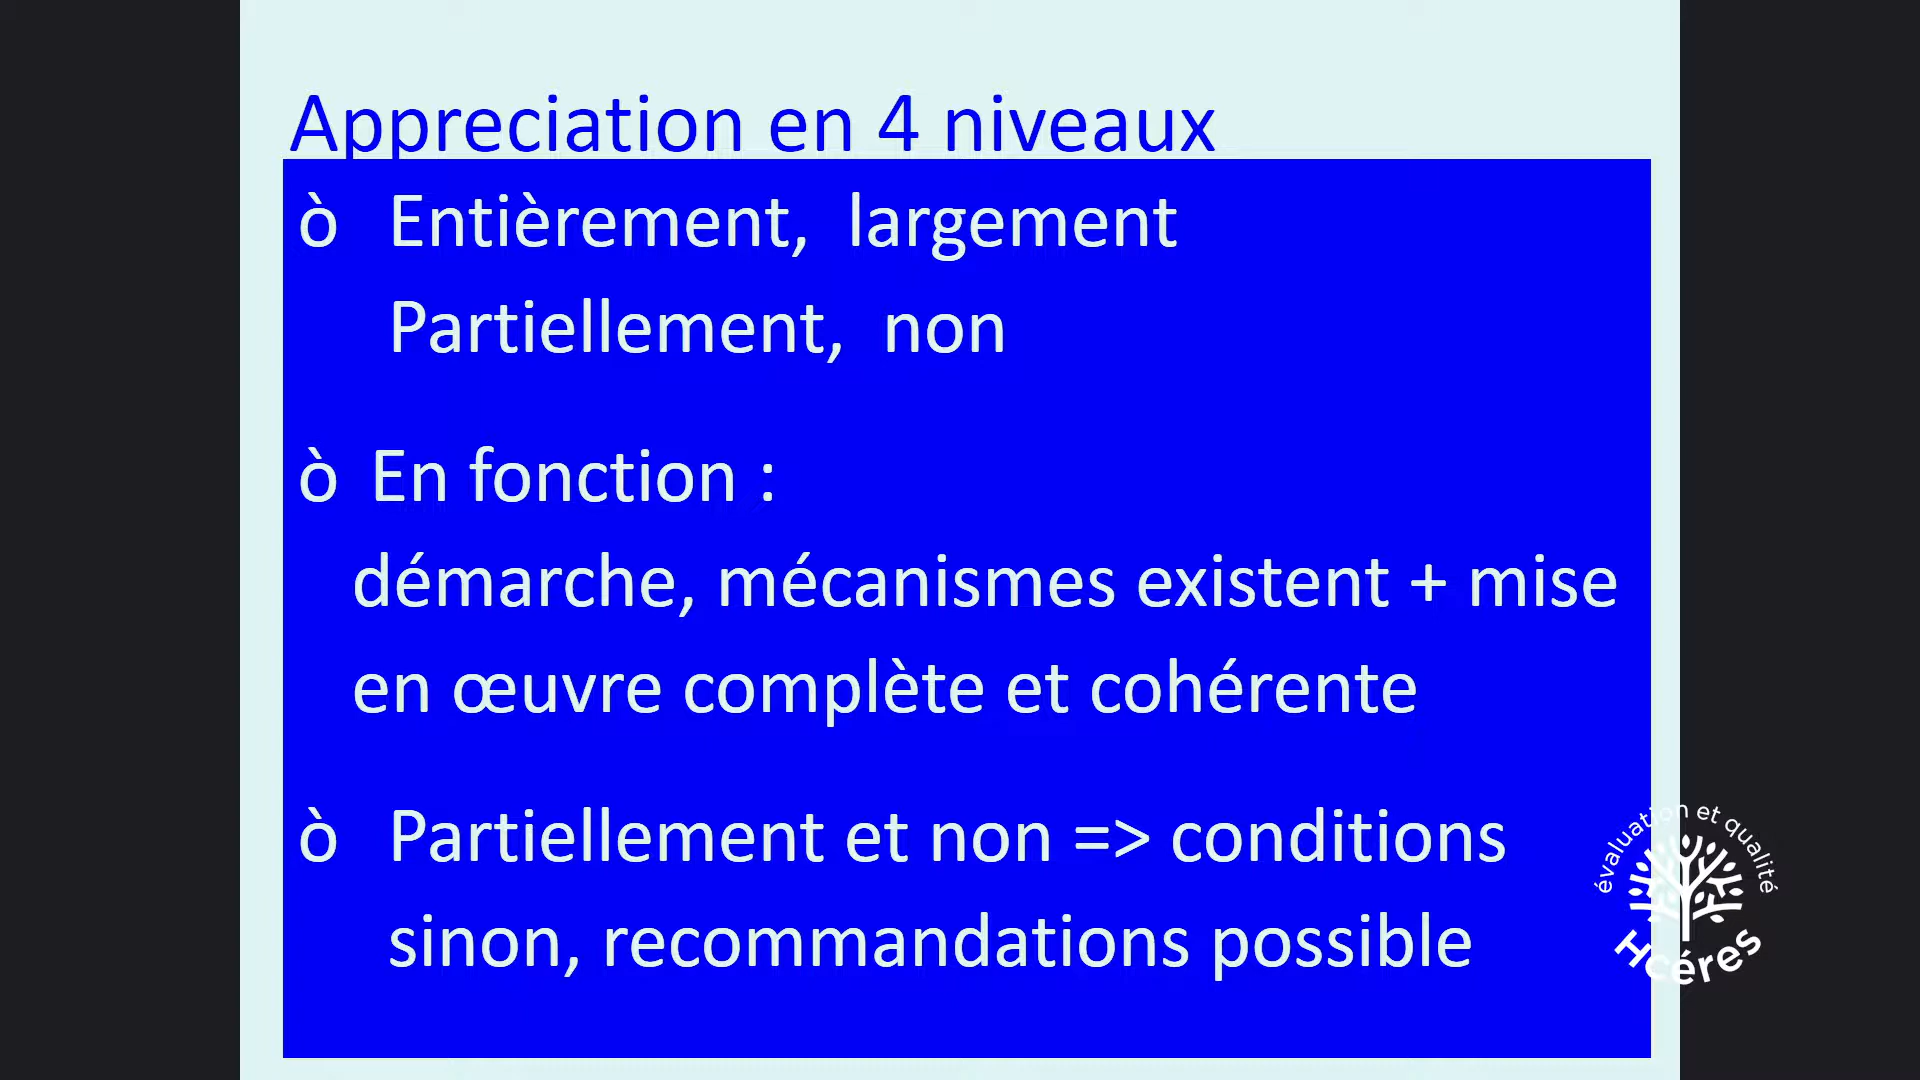 Appreciation en 4 niveaux
ò Entièrement, largement
Partiellement, non
ò En fonction :
démarche, mécanismes existent + mise
en œuvre complète et cohérente
ò Partiellement et non => conditions
sinon, recommandations possible
évaluation et qualité
Hcéres